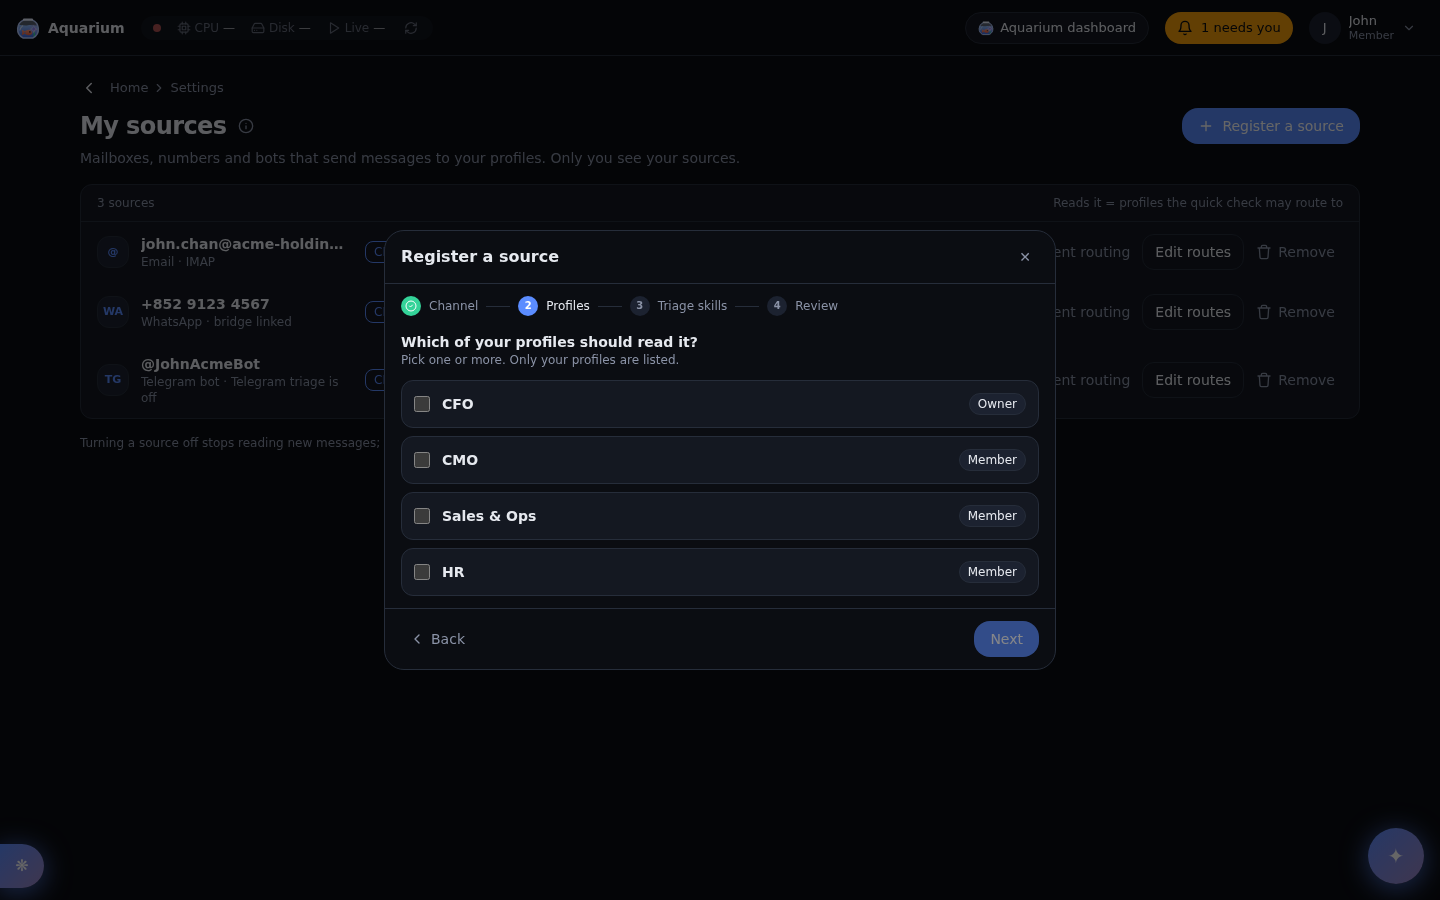 Aquarium
CPU —
Disk —
Live —
Aquarium dashboard
1 needs you
J
John
Member
Home
Settings
My sources
Register a source
Mailboxes, numbers and bots that send messages to your profiles. Only you see your sources.
3 sources
Reads it = profiles the quick check may route to
@
john.chan@acme-holdin…
Email · IMAP
ent routing
Edit routes
Remove
WA
+852 9123 4567
WhatsApp · bridge linked
ent routing
Edit routes
Remove
TG
@JohnAcmeBot
Telegram bot · Telegram triage is
off
ent routing
Edit routes
Remove
Turning a source off stops reading new messages;
Register a source
Channel
2 Profiles
3 Triage skills
4 Review
Which of your profiles should read it?
Pick one or more. Only your profiles are listed.
CFO
Owner
CMO
Member
Sales & Ops
Member
HR
Member
Back
Next